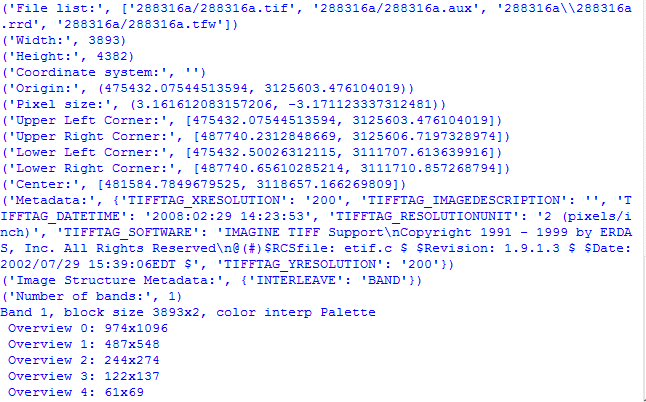 ('File list:', ['288316a/288316a.tif', '288316a/288316a.aux', '288316a\\288316a
.rrd', '288316a/288316a.tfw'])
('Width:', 3893)
('Height:', 4382)
('Coordinate system:', '')
('Origin:', (475432.07544513594, 3125603.476104019))
('Pixel size:', (3.161612083157206, -3.171123337312481))
('Upper Left Corner:', [475432.07544513594, 3125603.476104019])
('Upper Right Corner:', [487740.2312848669, 3125606.7197328974])
('Lower Left Corner:', [475432.50026312115, 3111707.613639916])
('Lower Right Corner:', [487740.65610285214, 3111710.857268794])
('Center:', [481584.7849679525, 3118657.166269809])
('Metadata:', {'TIFFTAG_XRESOLUTION': '200', 'TIFFTAG_IMAGEDESCRIPTION': '', 'T
IFFTAG_DATETIME': '2008:02:29 14:23:53', 'TIFFTAG_RESOLUTIONUNIT': '2 (pixels/i
nch)', 'TIFFTAG_SOFTWARE': 'IMAGINE TIFF Support\nCopyright 1991 - 1999 by ERDA
S, Inc. All Rights Reserved\n@(#)$RCSfile: etif.c $ $Revision: 1.9.1.3 $ $Date:
2002/07/29 15:39:06EDT $', 'TIFFTAG_YRESOLUTION': '200'})
('Image Structure Metadata:', {'INTERLEAVE': 'BAND'})
('Number of bands:', 1)
Band 1, block size 3893x2, color interp Palette
Overview 0: 974x1096
Overview 1: 487x548
Overview 2: 244x274
Overview 3: 122x137
Overview 4: 61x69